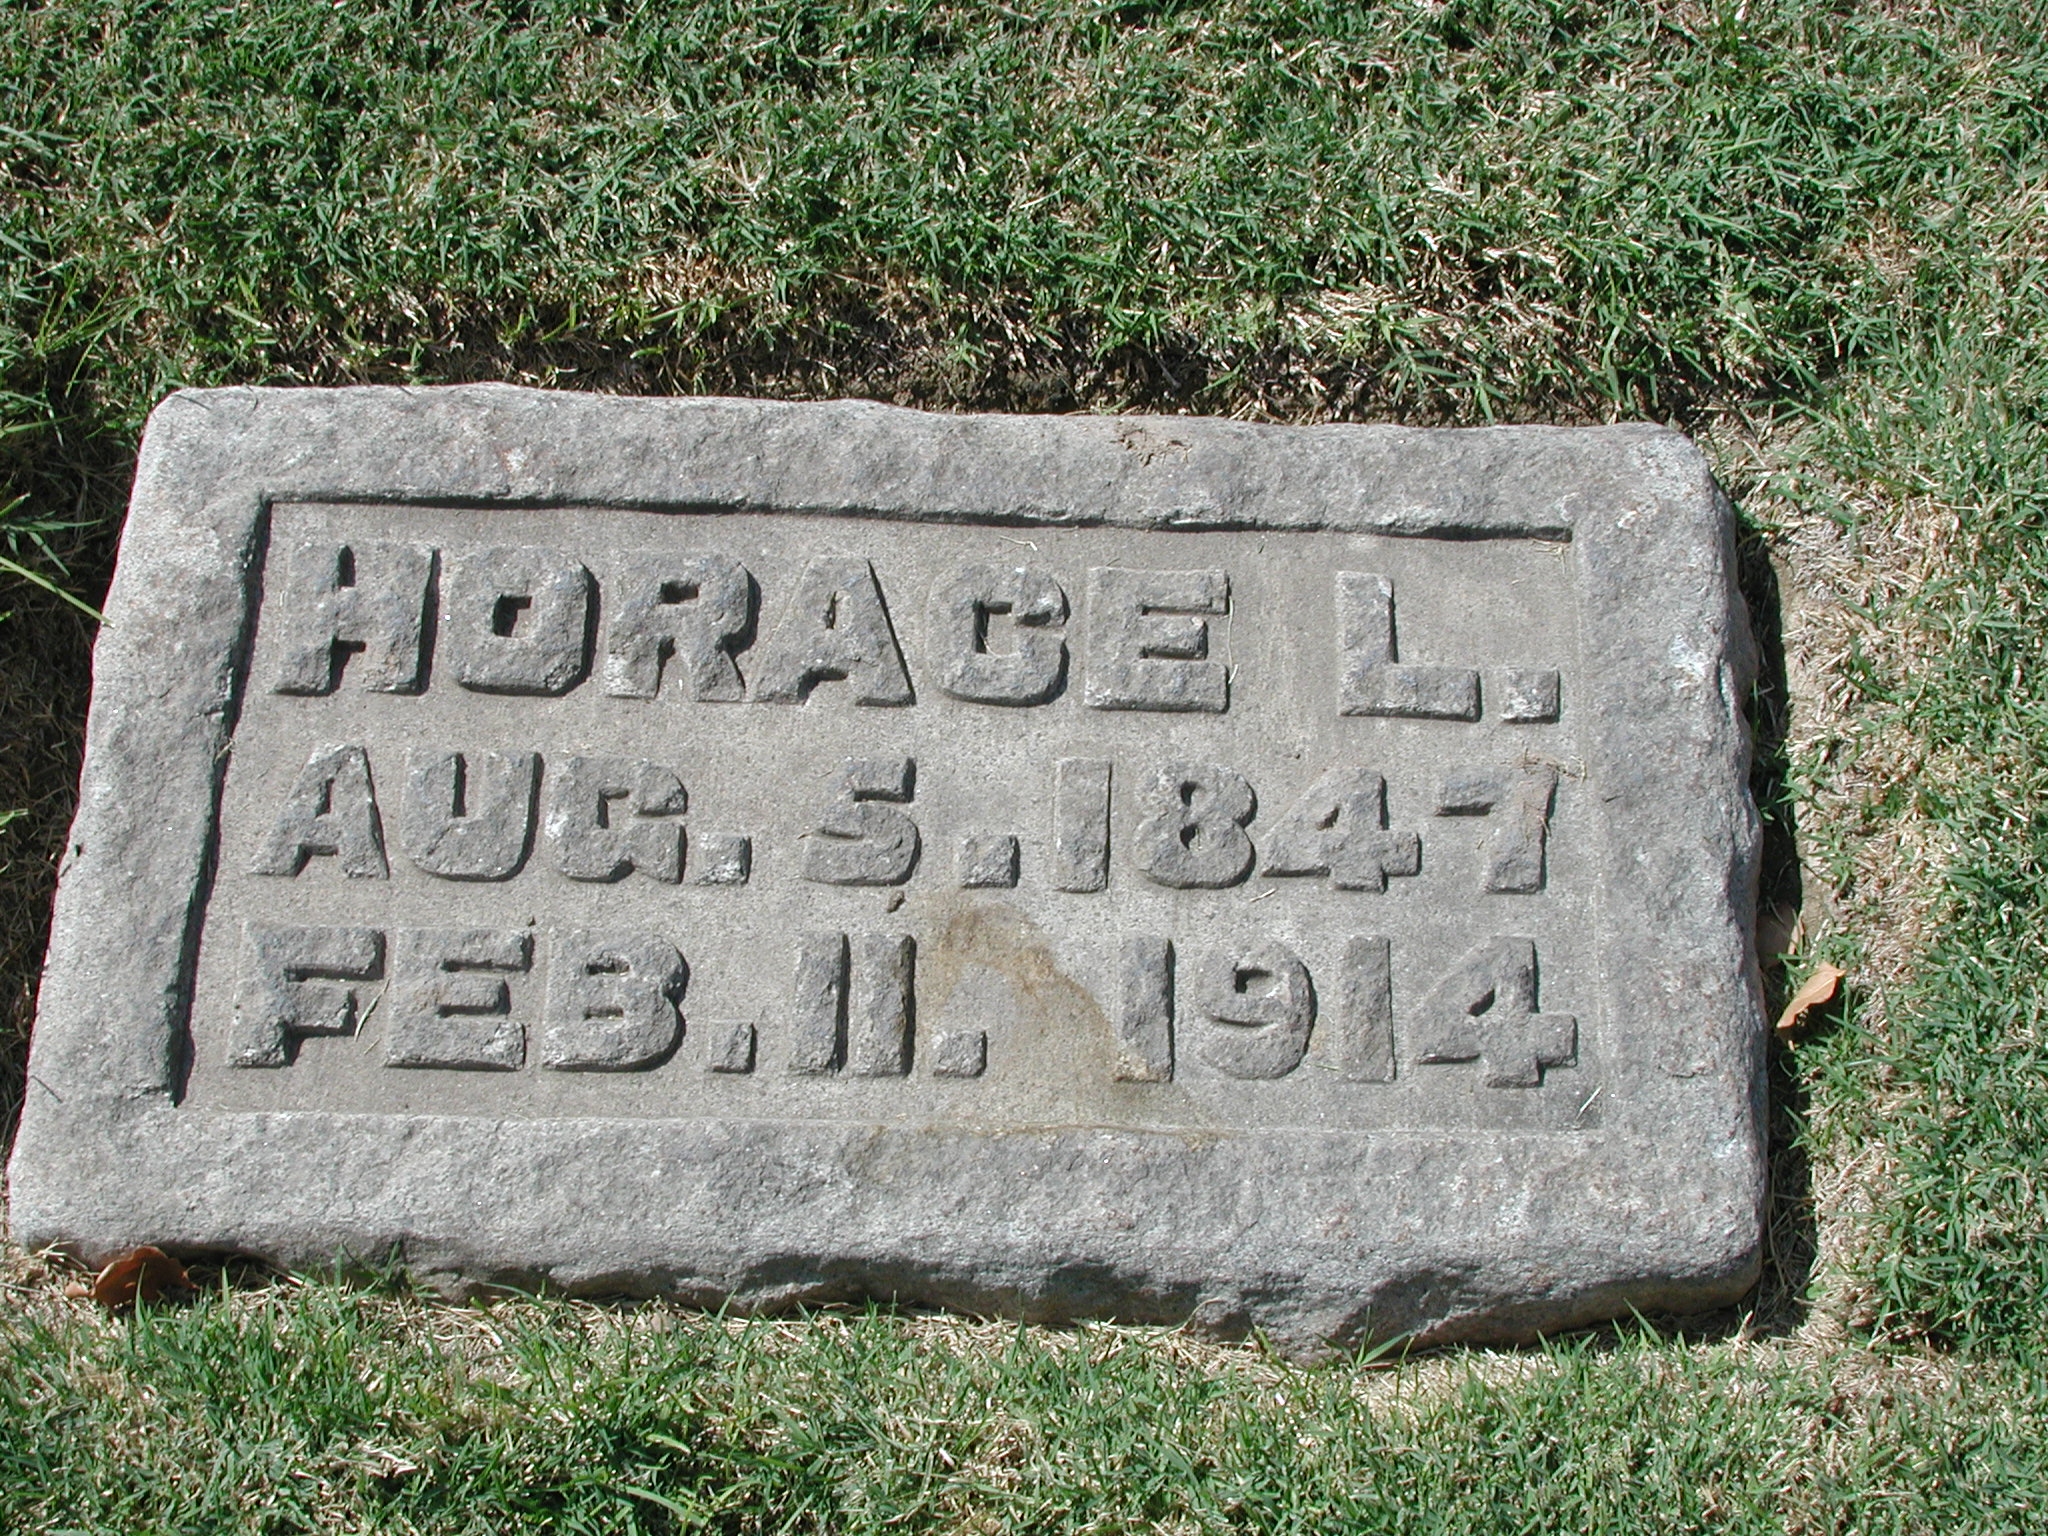 HORACE L.
AUG. 5. 1847
FEB. 11. 1914